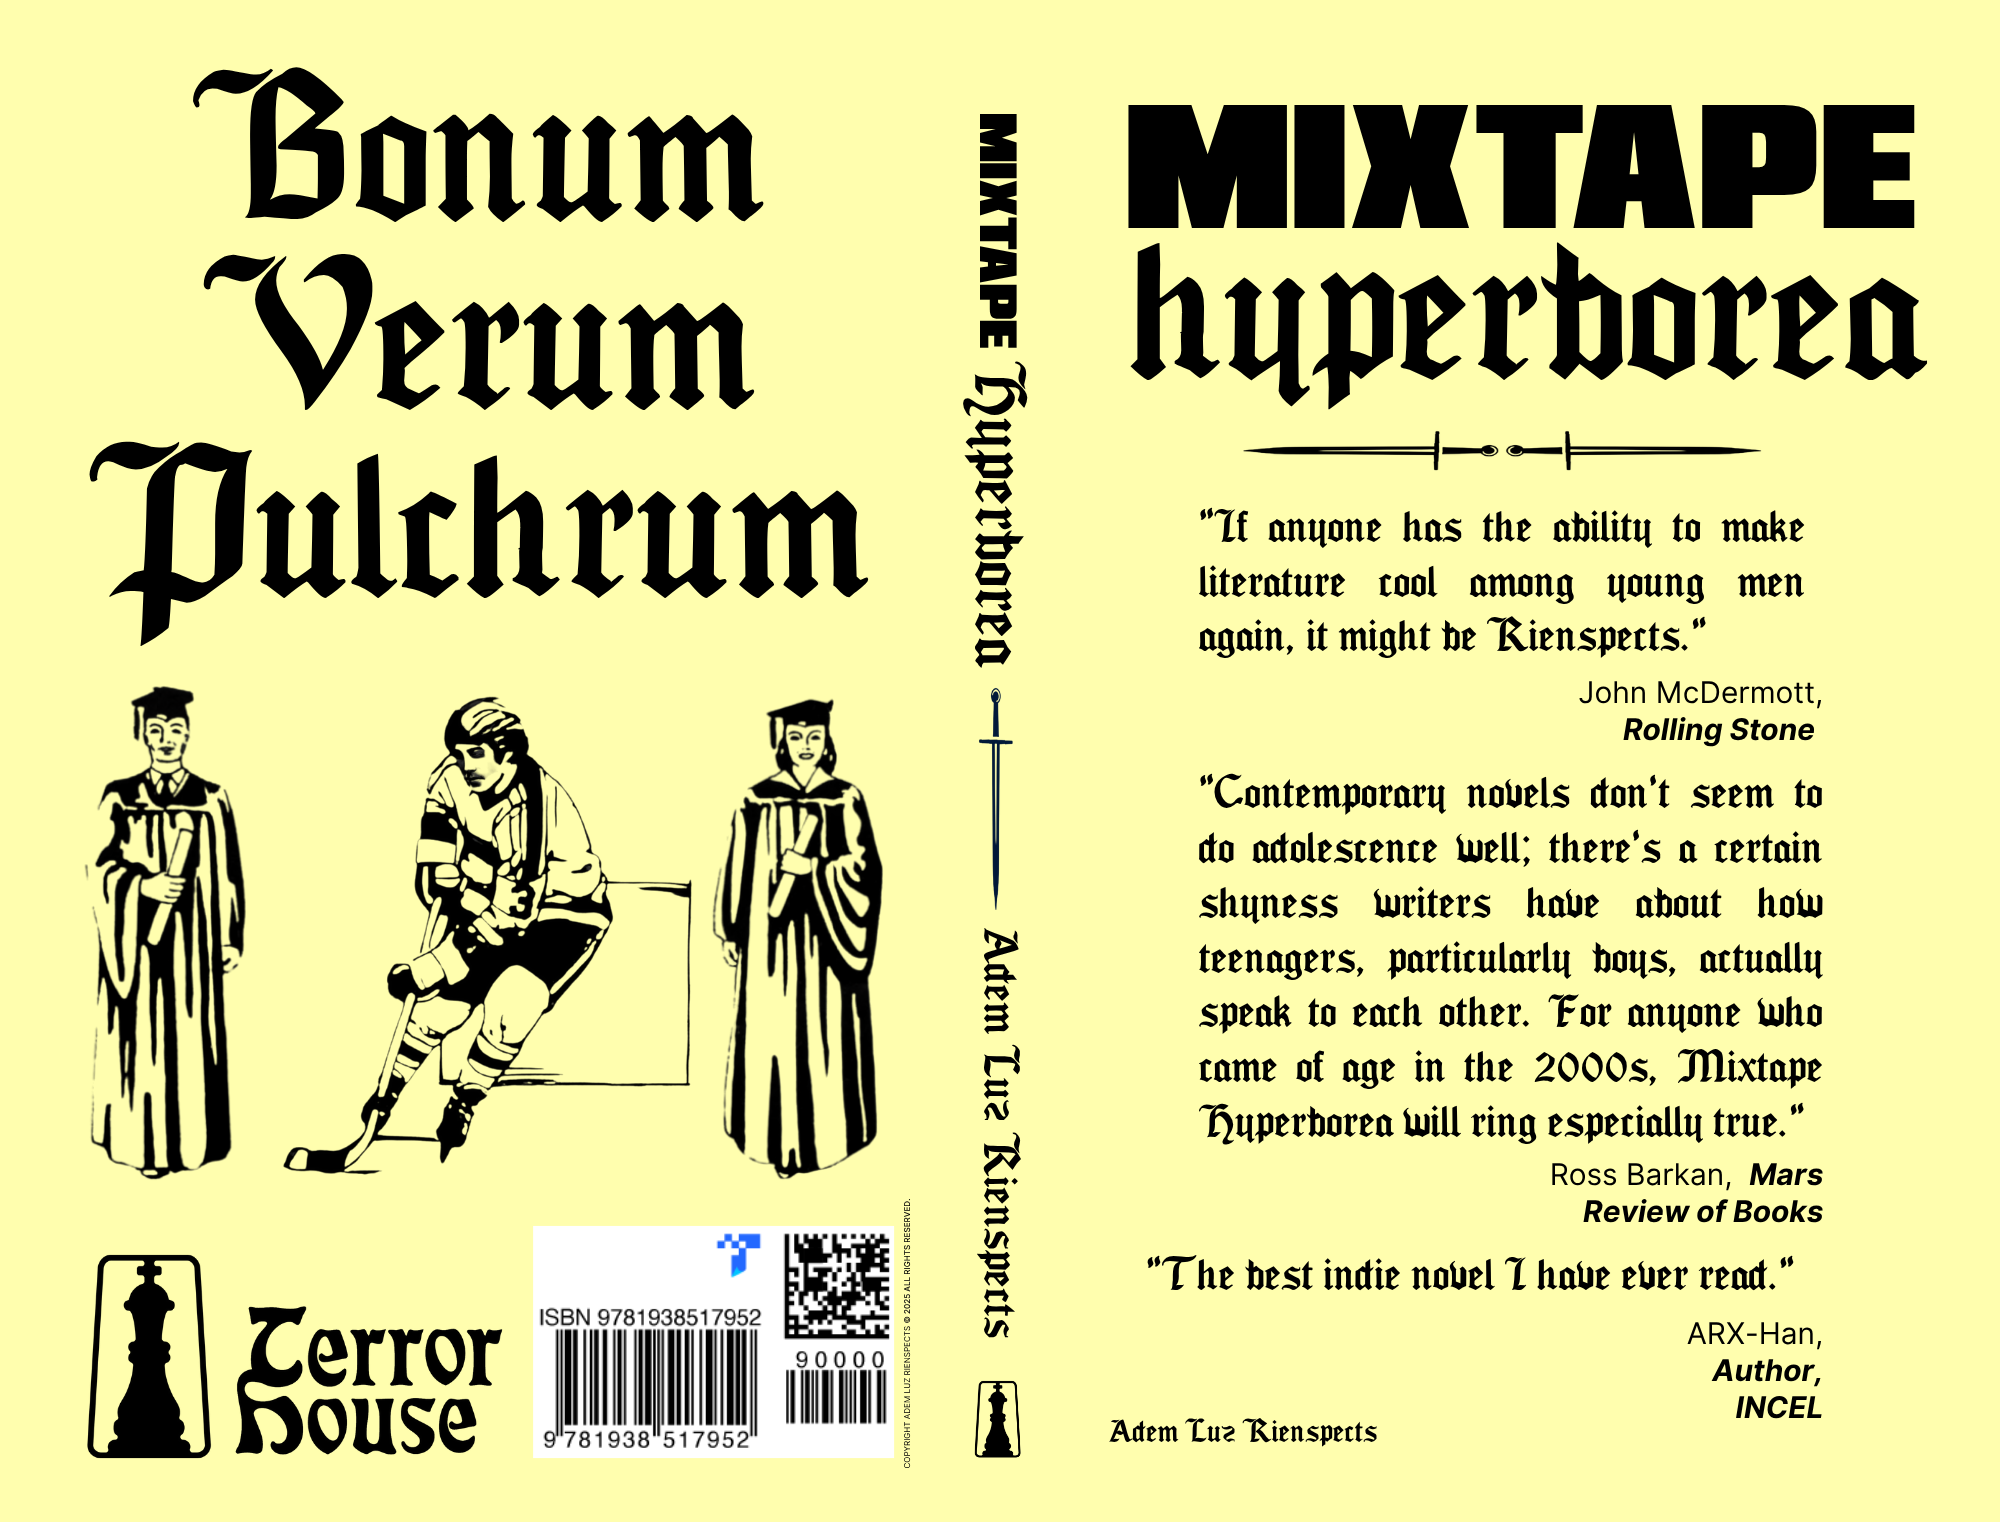 Bonum
Verum
Pulchrum
3
Terror
House
ISBN 9781938517952
90000
9 781938 517952
COPYRIGHT ADEM LUZ RIENSPECTS © 2025 ALL RIGHTS RESERVED.
MIXTAPE Hyperborea
Adem Luz Rienspects
MIXTAPE
hyperborea
"If anyone has the ability to make
literature cool among young men
again, it might be Rienspects."
John McDermott,
Rolling Stone
"Contemporary novels don't seem to
do adolescence well; there's a certain
shyness writers have about how
teenagers, particularly boys, actually
speak to each other. For anyone who
came of age in the 2000s, Mixtape
Hyperborea will ring especially true."
Ross Barkan, Mars
Review of Books
"The best indie novel I have ever read."
ARX-Han,
Author,
INCEL
Adem Luz Rienspects